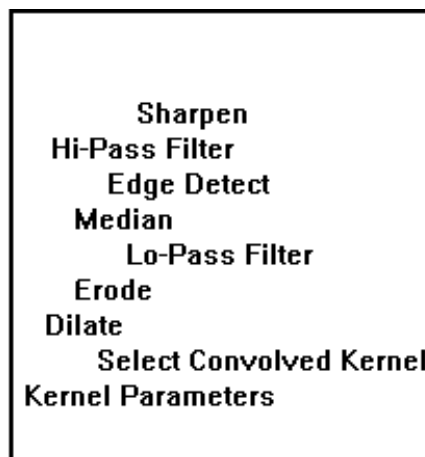 Sharpen
Hi-Pass Filter
Edge Detect
Median
Lo-Pass Filter
Erode
Dilate
Select Convolved Kernel
Kernel Parameters